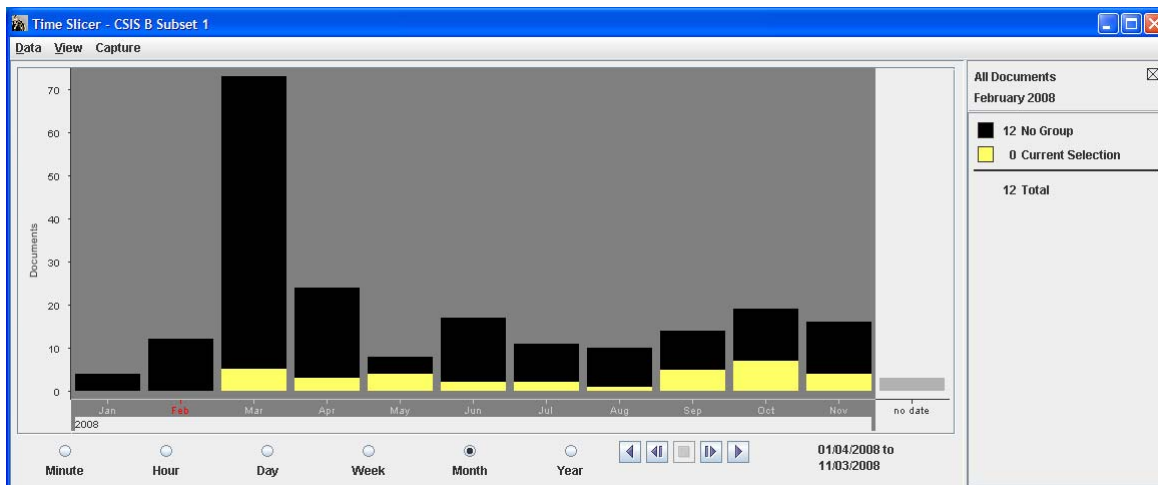 Time Slicer - CSIS B Subset 1
Data View Capture
70
60
50
40
30
20
10
0
Documents
Jan Feb Mar Apr May Jun Jul Aug Sep Oct Nov no date
2008
Minute Hour Day Week Month Year
01/04/2008 to
11/03/2008
All Documents
February 2008
12 No Group
0 Current Selection
12 Total